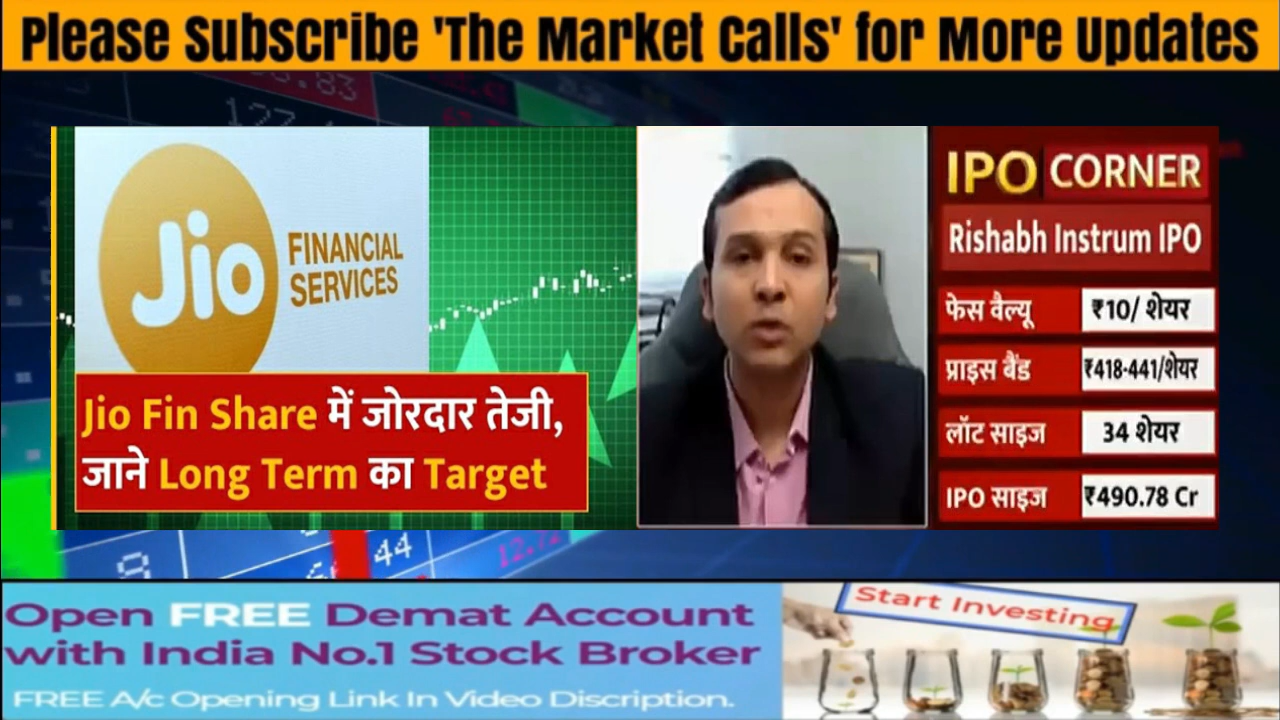 Please Subscribe 'The Market Calls' for More Updates
Jio
FINANCIAL
SERVICES
Jio Fin Share में जोरदार तेजी,
जाने Long Term का Target
IPO CORNER
Rishabh Instrum IPO
फेस वैल्यू ₹10/ शेयर
प्राइस बैंड ₹418-441/शेयर
लॉट साइज 34 शेयर
IPO साइज ₹490.78 Cr
44
Open FREE Demat Account
with India No.1 Stock Broker
FREE A/c Opening Link In Video Discription.
Start Investing